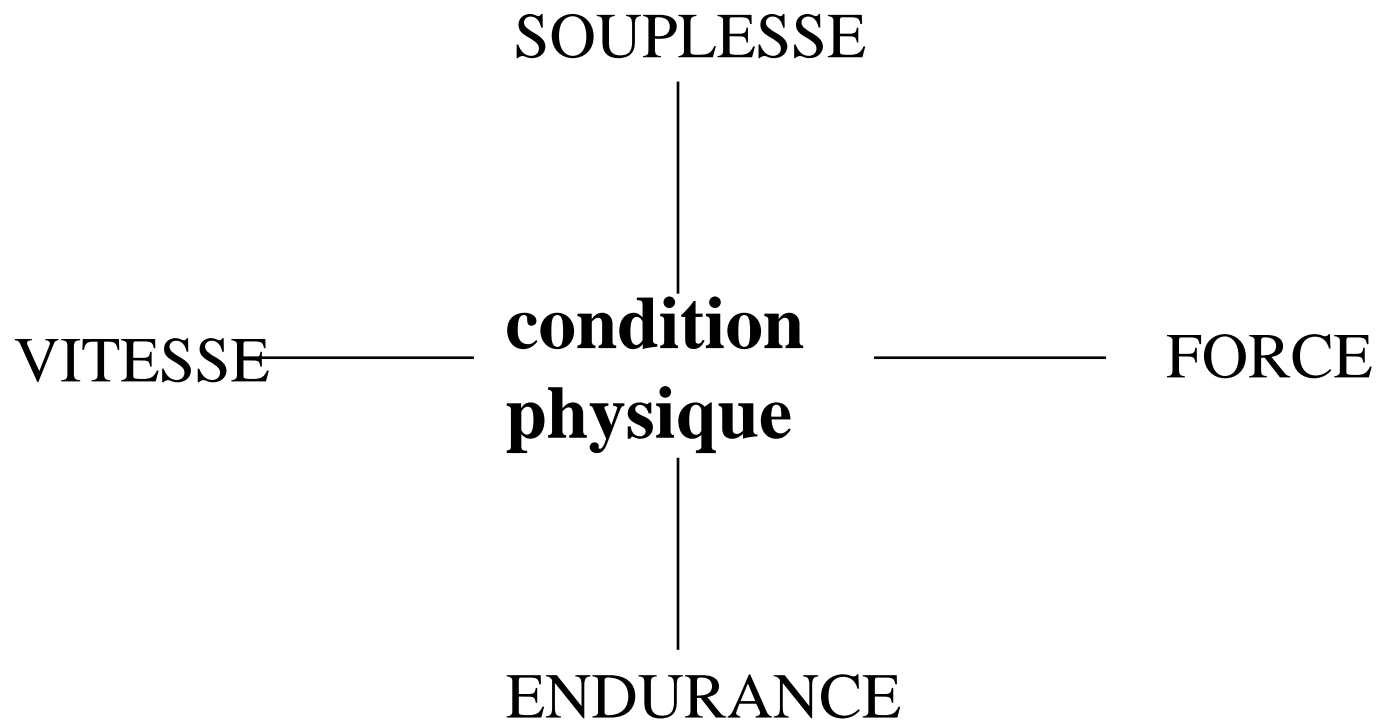 SOUPLESSE
condition
physique
VITESSE
FORCE
ENDURANCE